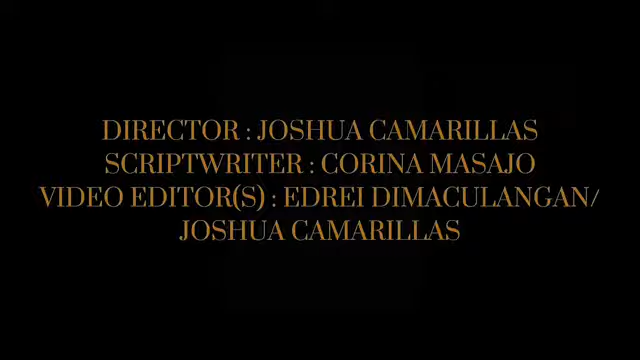 DIRECTOR : JOSHUA CAMARILLAS
SCRIPTWRITER : CORINA MASAJO
VIDEO EDITOR(S) : EDREI DIMACULANGAN/
JOSHUA CAMARILLAS